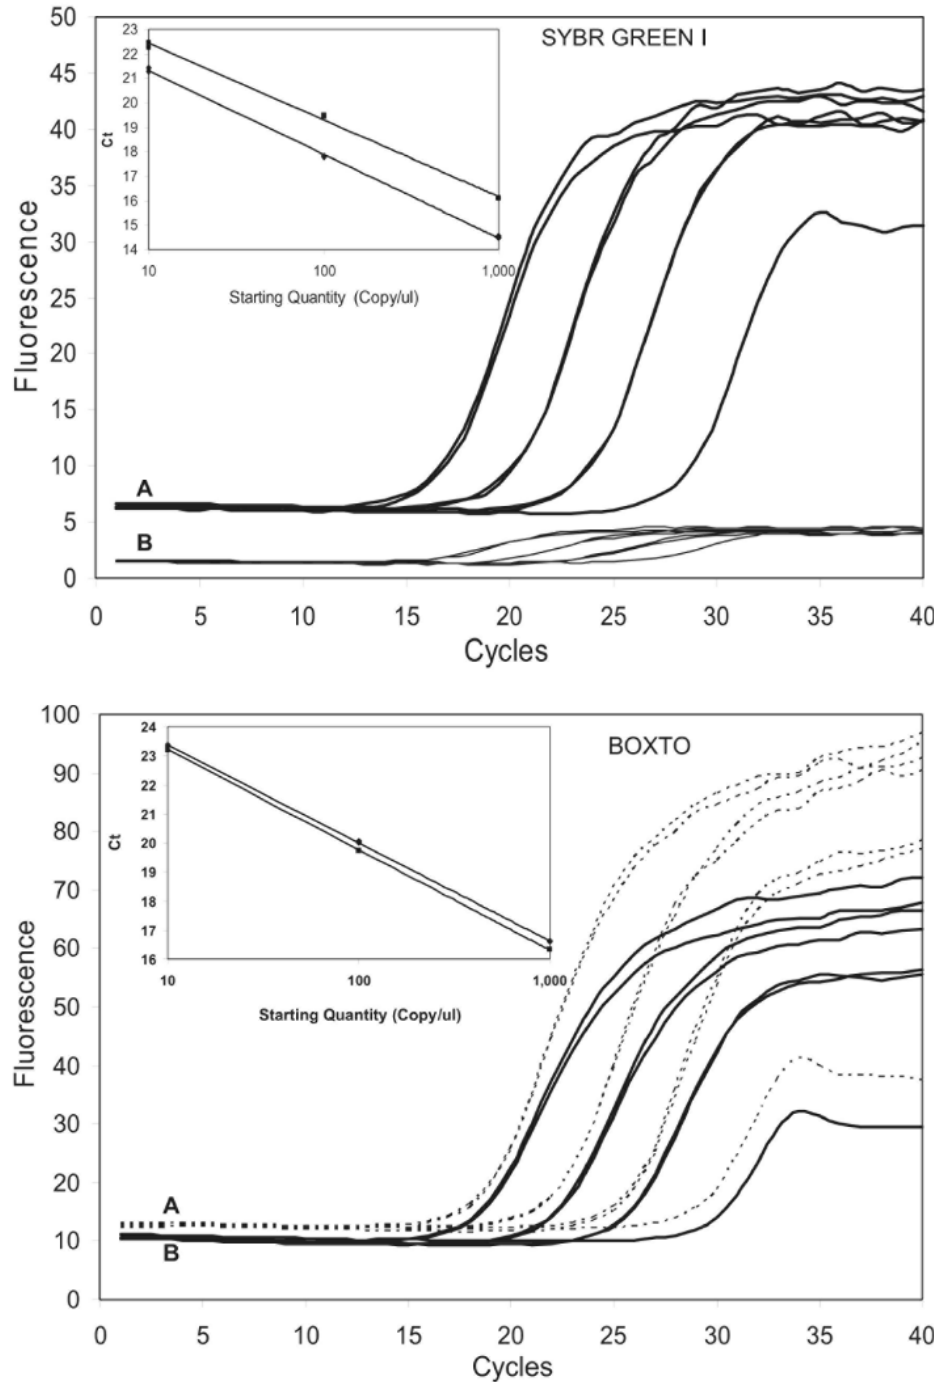 SYBR GREEN I
50
45
40
35
30
25
20
15
10
5
0
Fluorescence
23
22
21
20
19
18
17
16
15
14
Ct
10 100 1,000
Starting Quantity (Copy/ul)
A
B
0 5 10 15 20 25 30 35 40
Cycles
BOXTO
100
90
80
70
60
50
40
30
20
10
0
Fluorescence
24
23
22
21
20
19
18
17
16
Ct
10 100 1,000
Starting Quantity (Copy/ul)
A
B
0 5 10 15 20 25 30 35 40
Cycles